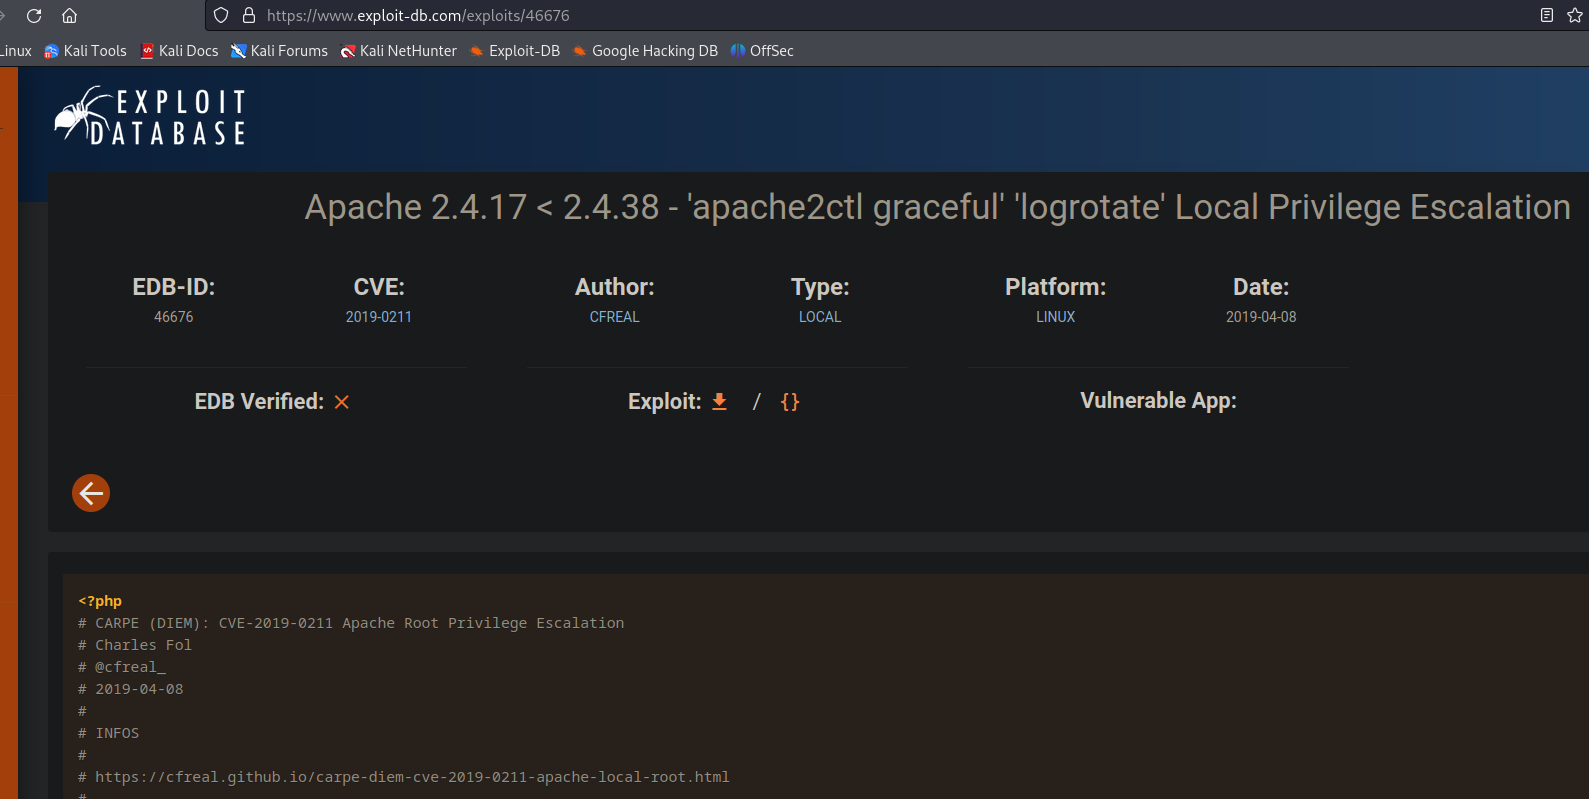 https://www.exploit-db.com/exploits/46676
Linux Kali Tools Kali Docs Kali Forums Kali NetHunter Exploit-DB Google Hacking DB OffSec
EXPLOIT
DATABASE
Apache 2.4.17 < 2.4.38 - 'apache2ctl graceful' 'logrotate' Local Privilege Escalation
EDB-ID: CVE: Author: Type: Platform: Date:
46676 2019-0211 CFREAL LOCAL LINUX 2019-04-08
EDB Verified: Exploit: / {} Vulnerable App:
<?php
# CARPE (DIEM): CVE-2019-0211 Apache Root Privilege Escalation
# Charles Fol
# @cfreal_
# 2019-04-08
#
# INFOS
#
# https://cfreal.github.io/carpe-diem-cve-2019-0211-apache-local-root.html
#